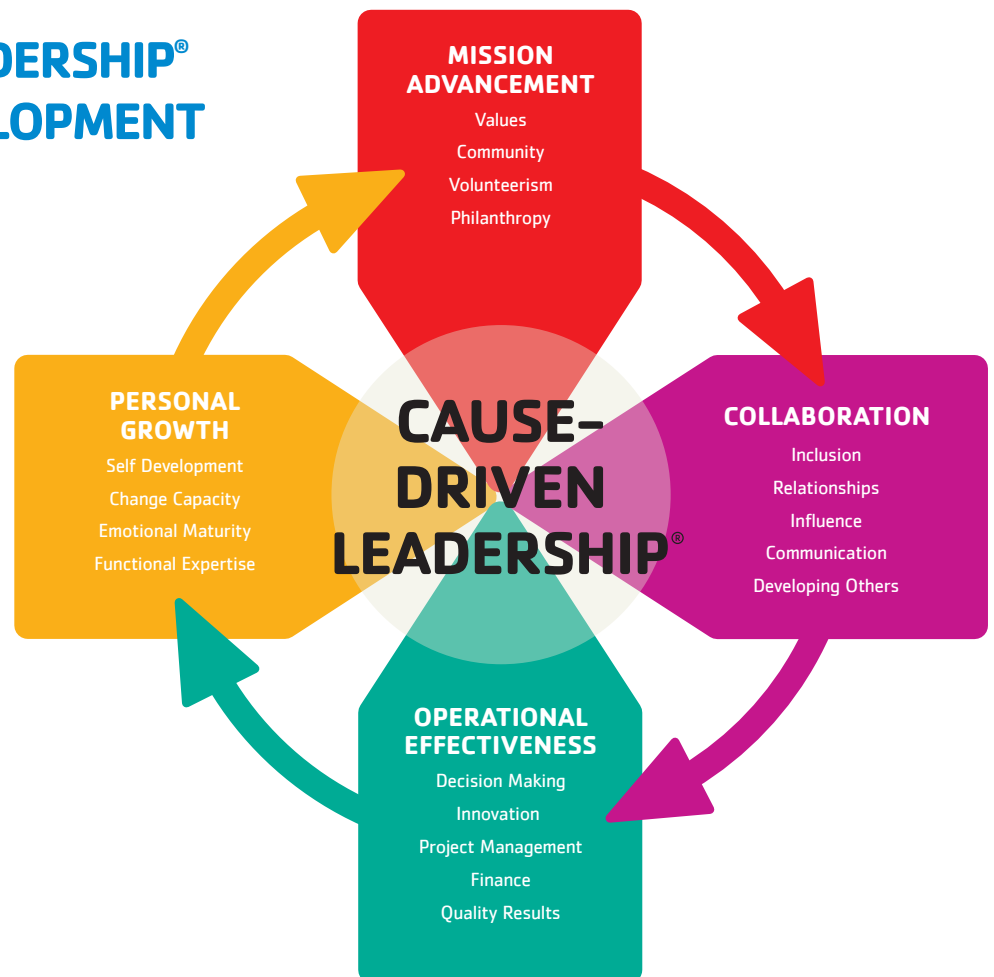 DERSHIP®
LOPMENT
MISSION
ADVANCEMENT
Values
Community
Volunteerism
Philanthropy
PERSONAL
GROWTH
Self Development
Change Capacity
Emotional Maturity
Functional Expertise
CAUSE-
DRIVEN
LEADERSHIP®
COLLABORATION
Inclusion
Relationships
Influence
Communication
Developing Others
OPERATIONAL
EFFECTIVENESS
Decision Making
Innovation
Project Management
Finance
Quality Results